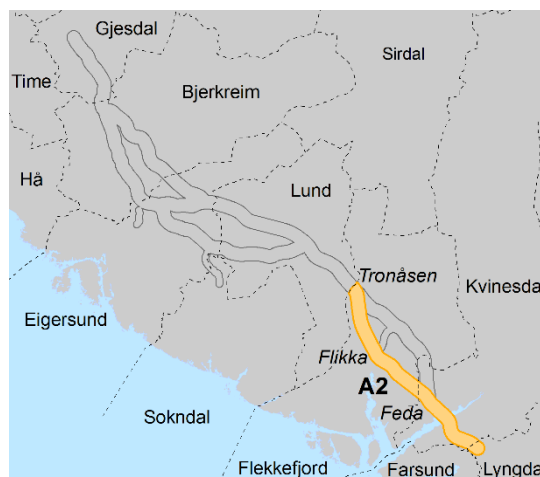 Gjesdal
Sirdal
Time
Bjerkreim
Hå
Lund
Tronåsen
Kvinesda
Eigersund
Flikka
A2
Feda
Sokndal
Flekkefjord
Farsund
Lyngda